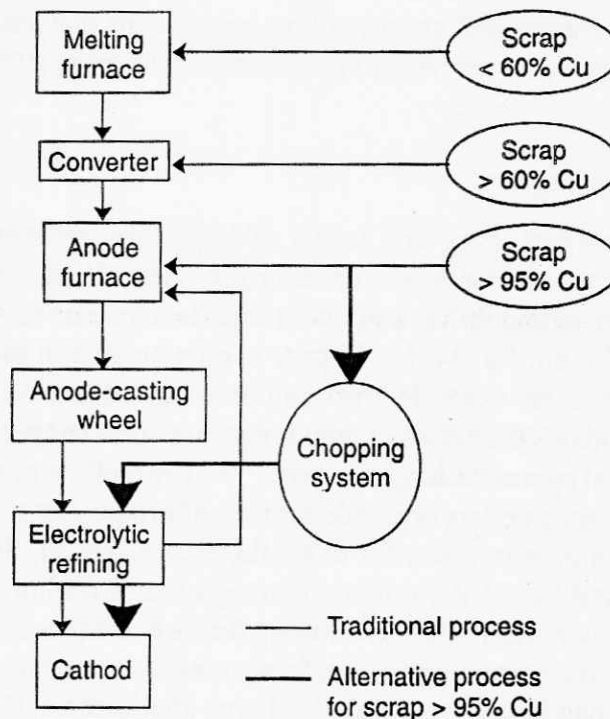 Melting
furnace
Scrap
< 60% Cu
Converter
Scrap
> 60% Cu
Anode
furnace
Scrap
> 95% Cu
Anode-casting
wheel
Chopping
system
Electrolytic
refining
Cathod
Traditional process
Alternative process
for scrap > 95% Cu